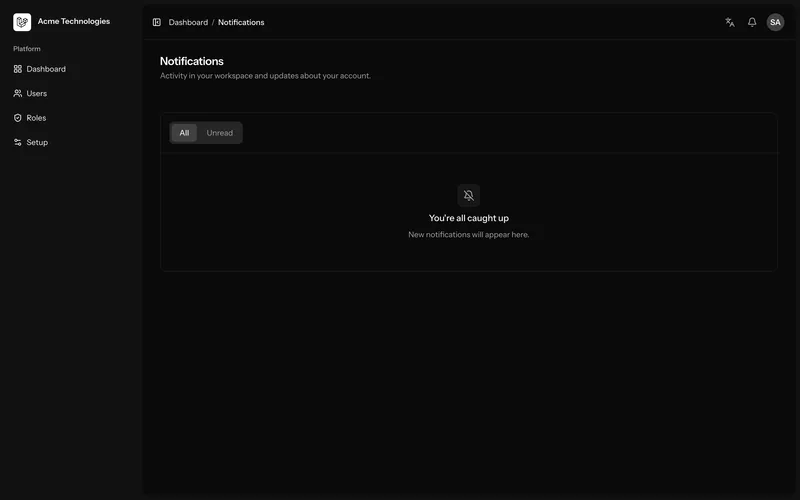 Acme Technologies
Platform
Dashboard
Users
Roles
Setup
Dashboard / Notifications
SA
Notifications
Activity in your workspace and updates about your account.
All
Unread
You're all caught up
New notifications will appear here.